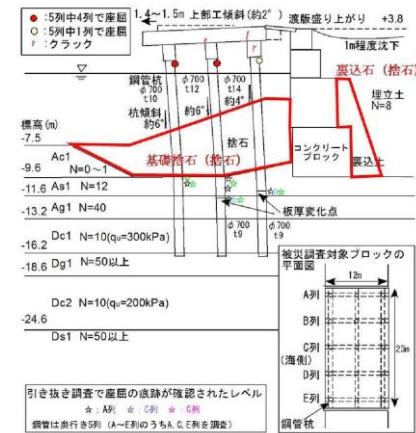 ●:5列中4列で座屈
○:5列中1列で座屈
r:クラック
1.4~1.5m 上部工傾斜(約2°)
渡版盛り上がり
+3.8
1m程度沈下
裏込石(捨石)
埋立土
N=8
鋼管杭
φ700
t10
φ700
t12
φ700
t14
杭傾斜
約6°
約6°
約4°
標高(m)
-7.5
Ac1
N=0~1
捨石
基礎捨石(捨石)
コンクリート
ブロック
裏込土
-9.6
As1 N=12
-11.6
Ag1 N=40
-13.2
板厚変化点
φ700
t9
φ700
t9
Dc1 N=10(qu=300kPa)
-16.2
Dg1 N=50以上
-18.6
Dc2 N=10(qu=200kPa)
-24.6
Ds1 N=50以上
被災調査対象ブロックの
平面図
12m
A列
B列
C列
(海側)
D列
E列
23m
鋼管杭
引き抜き調査で座屈の痕跡が確認されたレベル
☆:A列 ☆:C列 ☆:C列
鋼管は奥行き5列(A~E列のうちA,C,E列を調査)